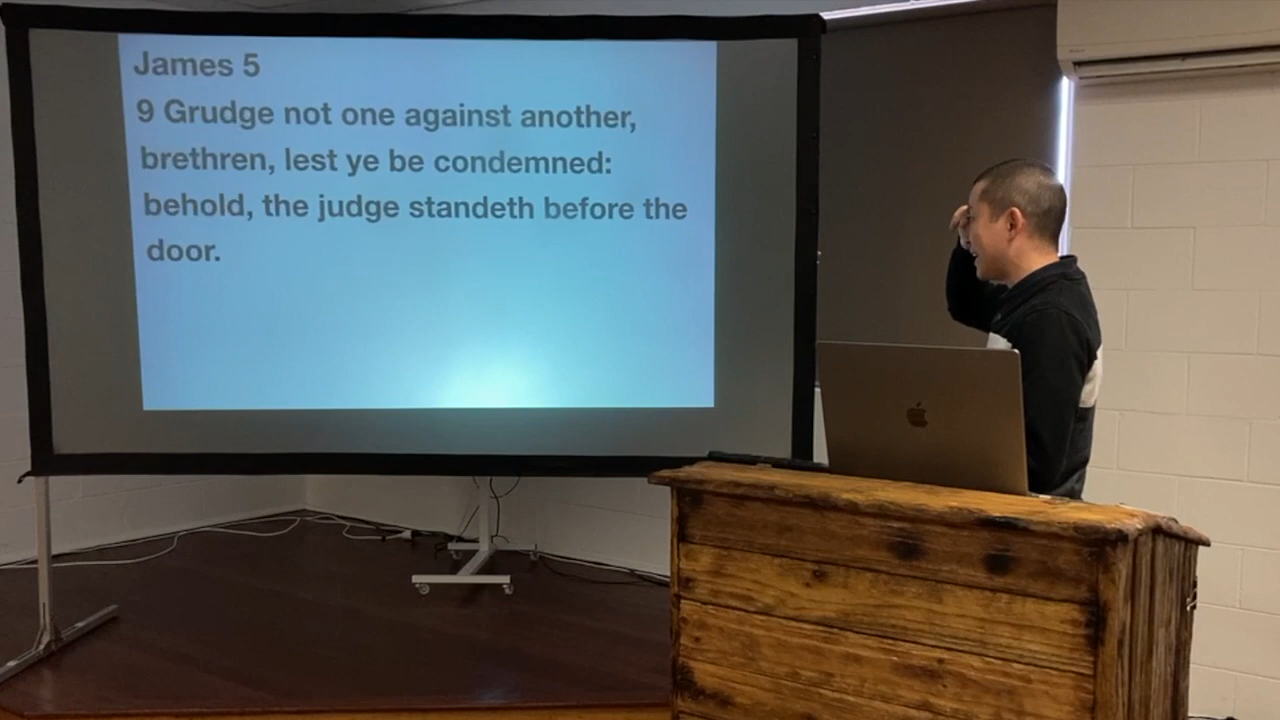 James 5
9 Grudge not one against another,
brethren, lest ye be condemned:
behold, the judge standeth before the
door.